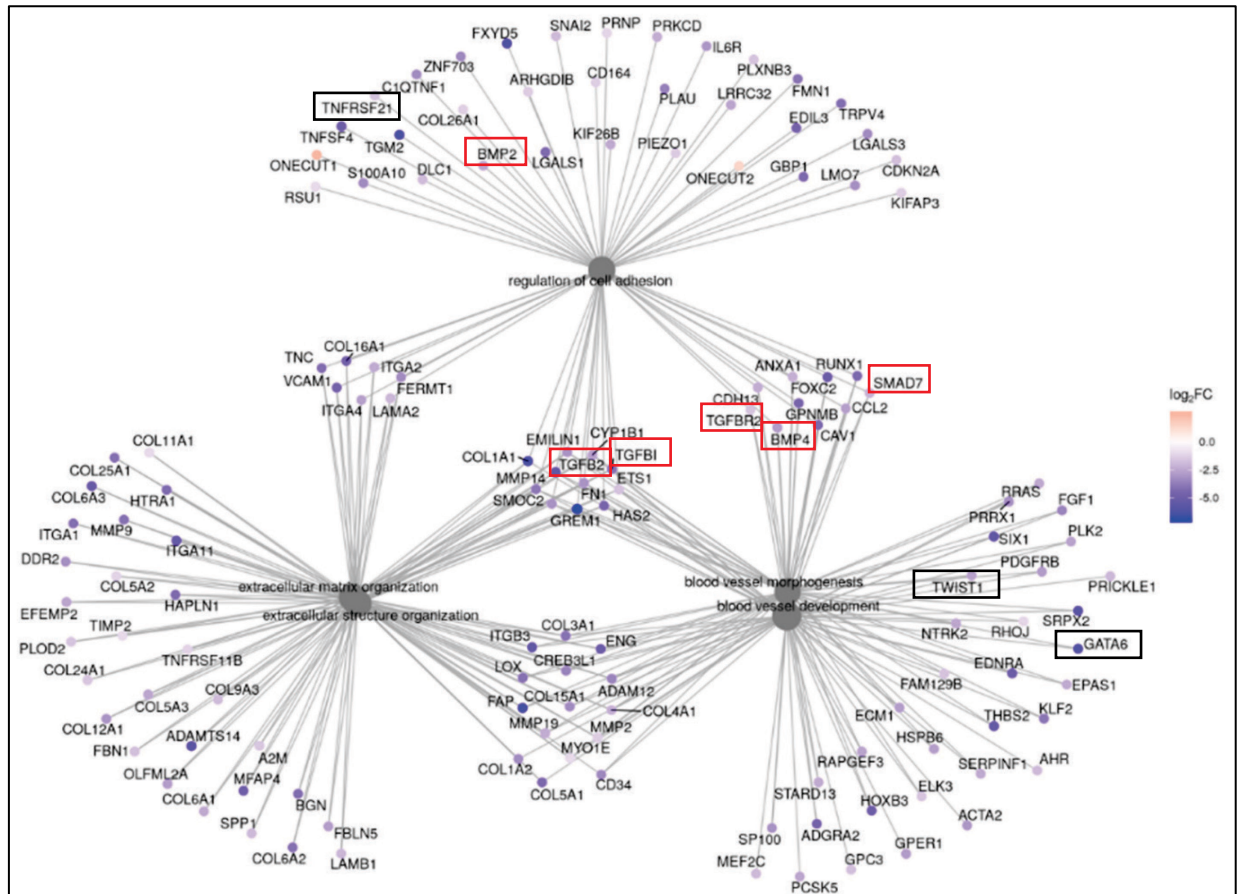 SNAI2
PRNP
PRKCD
FXYD5
IL6R
ZNF703
ARHGDIB
CD164
PLXNB3
C1QTNF1
PLAU
LRRC32
FMN1
TNFRSF21
COL26A1
TRPV4
EDIL3
TNFSF4
TGM2
BMP2
KIF26B
PIEZO1
LGALS3
ONECUT1
S100A10
DLC1
LGALS1
ONECUT2
GBP1
LMO7
CDKN2A
RSU1
KIFAP3
regulation of cell adhesion
COL16A1
TNC
ITGA2
VCAM1
FERMT1
ITGA4
LAMA2
ANXA1
RUNX1
FOXC2
SMAD7
CDH13
GPNMB
CCL2
TGFBR2
BMP4
CAV1
log2FC
0.0
-2.5
-5.0
EMILIN1
CYP1B1
COL1A1
TGFB2
TGFBI
MMP14
ETS1
SMOC2
FN1
HAS2
GREM1
COL11A1
COL25A1
COL6A3
HTRA1
ITGA1
MMP9
ITGA11
DDR2
COL5A2
HAPLN1
EFEMP2
TIMP2
PLOD2
TNFRSF11B
COL24A1
COL9A3
COL5A3
COL12A1
ADAMTS14
FBN1
A2M
OLFML2A
MFAP4
COL6A1
BGN
SPP1
FBLN5
COL6A2
LAMB1
extracellular matrix organization
extracellular structure organization
blood vessel morphogenesis
blood vessel development
COL3A1
ITGB3
ENG
CREB3L1
LOX
COL15A1
ADAM12
FAP
COL4A1
MMP19
MMP2
MYO1E
COL1A2
CD34
COL5A1
RRAS
FGF1
PRRX1
PLK2
SIX1
PDGFRB
TWIST1
PRICKLE1
SRPX2
NTRK2
RHOJ
GATA6
EDNRA
FAM129B
EPAS1
ECM1
THBS2
KLF2
HSPB6
RAPGEF3
SERPINF1
AHR
STARD13
ELK3
HOXB3
ACTA2
SP100
ADGRA2
GPER1
MEF2C
GPC3
PCSK5